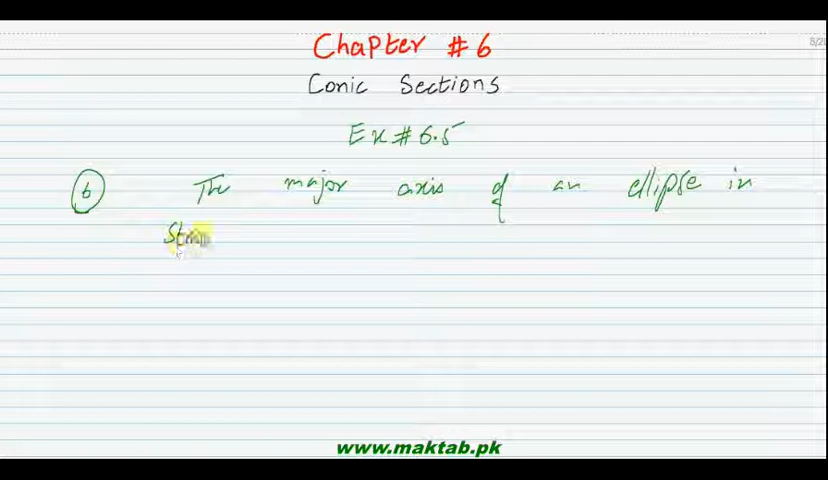 Chapter # 6
Conic Sections
Ex # 6.5
6 The major axis of an ellipse in
www.maktab.pk